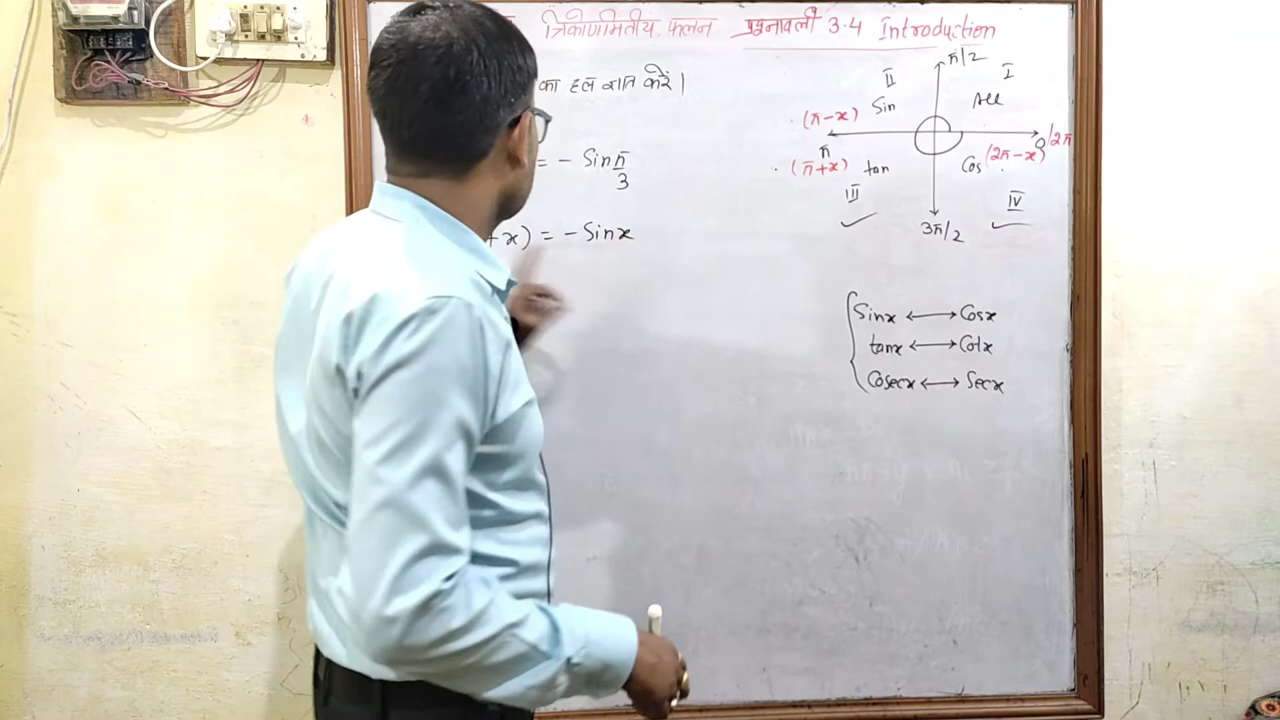 त्रिकोणमितीय फलन प्रश्नावली 3.4 Introduction
का हल ज्ञात करें।
= - Sin π/3
+x) = - Sinx
π/2
II
I
Sin
All
(π-x)
π
0/2π
(π+x) tan
Cos (2π-x)
III
IV
3π/2
Sinx ⟷ Cosx
tanx ⟷ Cotx
Cosecx ⟷ Secx